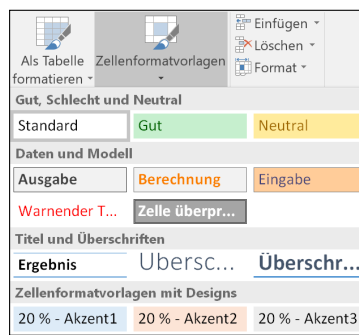 Als Tabelle formatieren
Zellenformatvorlagen
Einfügen
Löschen
Format
Gut, Schlecht und Neutral
Standard Gut Neutral
Daten und Modell
Ausgabe Berechnung Eingabe
Warnender T... Zelle überpr...
Titel und Überschriften
Ergebnis Übersc... Überschr...
Zellenformatvorlagen mit Designs
20 % - Akzent1 20 % - Akzent2 20 % - Akzent3